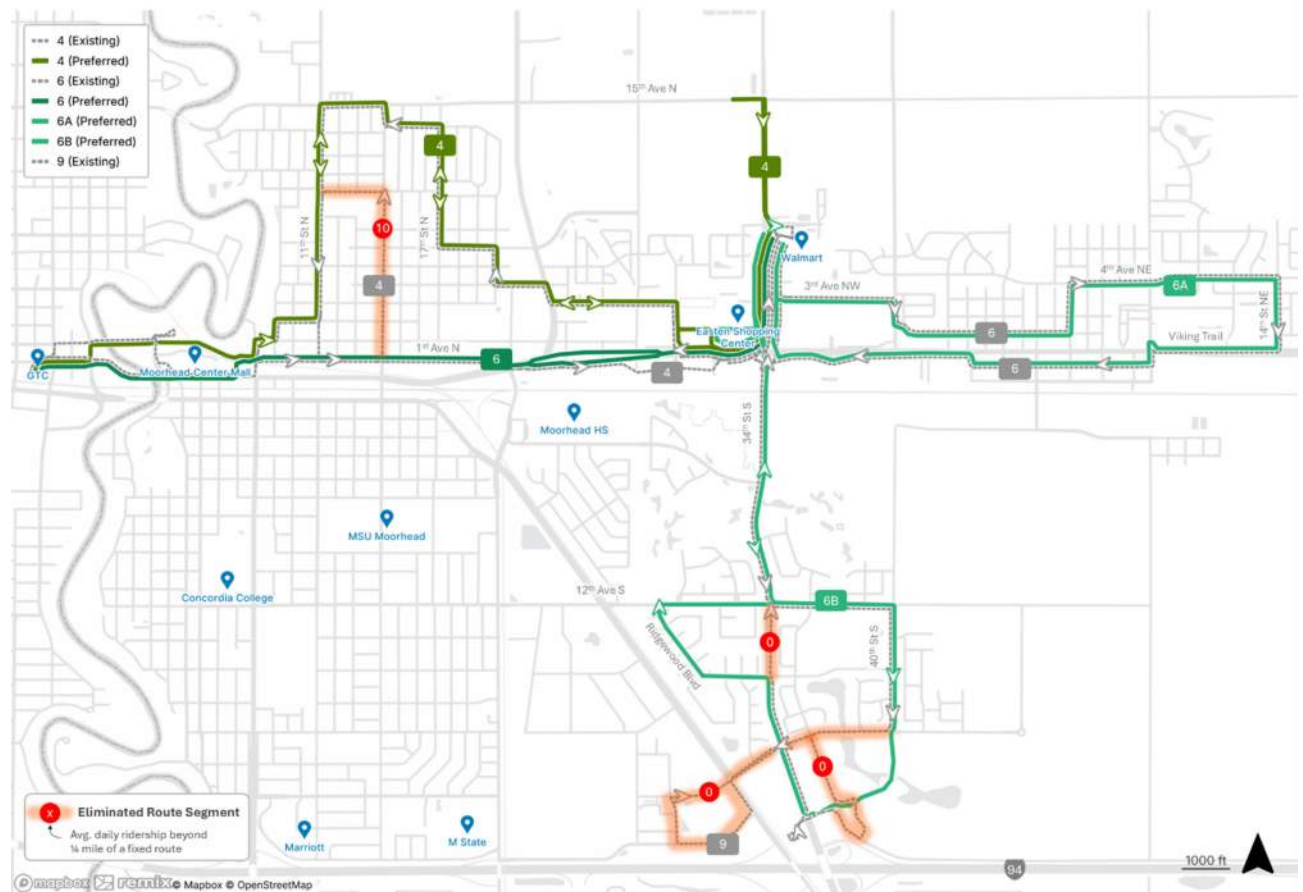 4 (Existing)
4 (Preferred)
6 (Existing)
6 (Preferred)
6A (Preferred)
6B (Preferred)
9 (Existing)
15th Ave N
4
4
10
11th St N
17th St N
4
Walmart
3rd Ave NW
4th Ave NE
6A
14th St NE
6
Viking Trail
Easten Shopping
Center
1st Ave N
6
4
6
GTC
Moorhead Center Mall
Moorhead HS
34th St S
MSU Moorhead
Concordia College
12th Ave S
6B
Ridgewood Blvd
0
40th St S
0
0
9
Marriott
M State
x
Eliminated Route Segment
Avg. daily ridership beyond
¼ mile of a fixed route
1000 ft
94
mapbox remix © Mapbox © OpenStreetMap